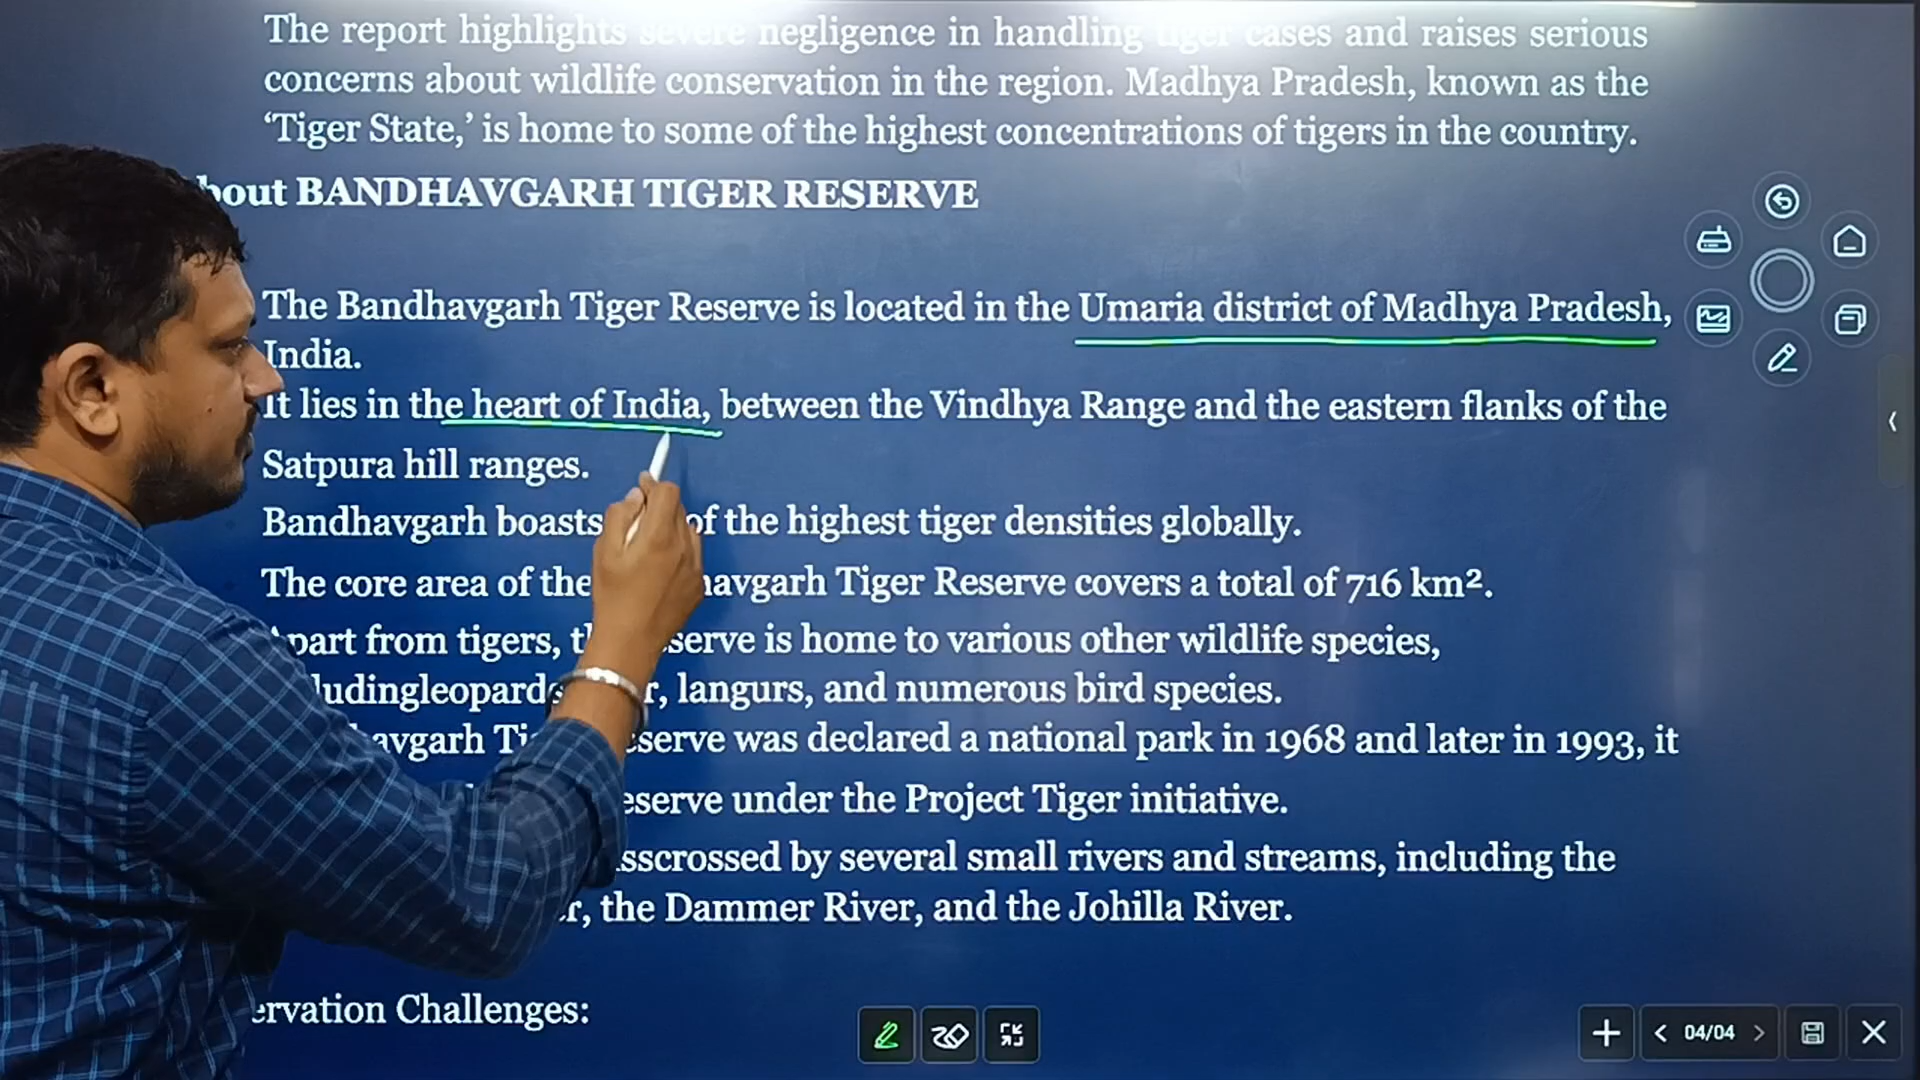 The report highlights severe negligence in handling tiger cases and raises serious
concerns about wildlife conservation in the region. Madhya Pradesh, known as the
‘Tiger State,’ is home to some of the highest concentrations of tigers in the country.
bout BANDHAVGARH TIGER RESERVE
The Bandhavgarh Tiger Reserve is located in the Umaria district of Madhya Pradesh,
India.
It lies in the heart of India, between the Vindhya Range and the eastern flanks of the
Satpura hill ranges.
Bandhavgarh boasts of the highest tiger densities globally.
The core area of the havgarh Tiger Reserve covers a total of 716 km².
part from tigers, serve is home to various other wildlife species,
ludingleopards langurs, and numerous bird species.
avgarh serve was declared a national park in 1968 and later in 1993, it
eserve under the Project Tiger initiative.
sscrossed by several small rivers and streams, including the
the Dammer River, and the Johilla River.
ervation Challenges:
04/04